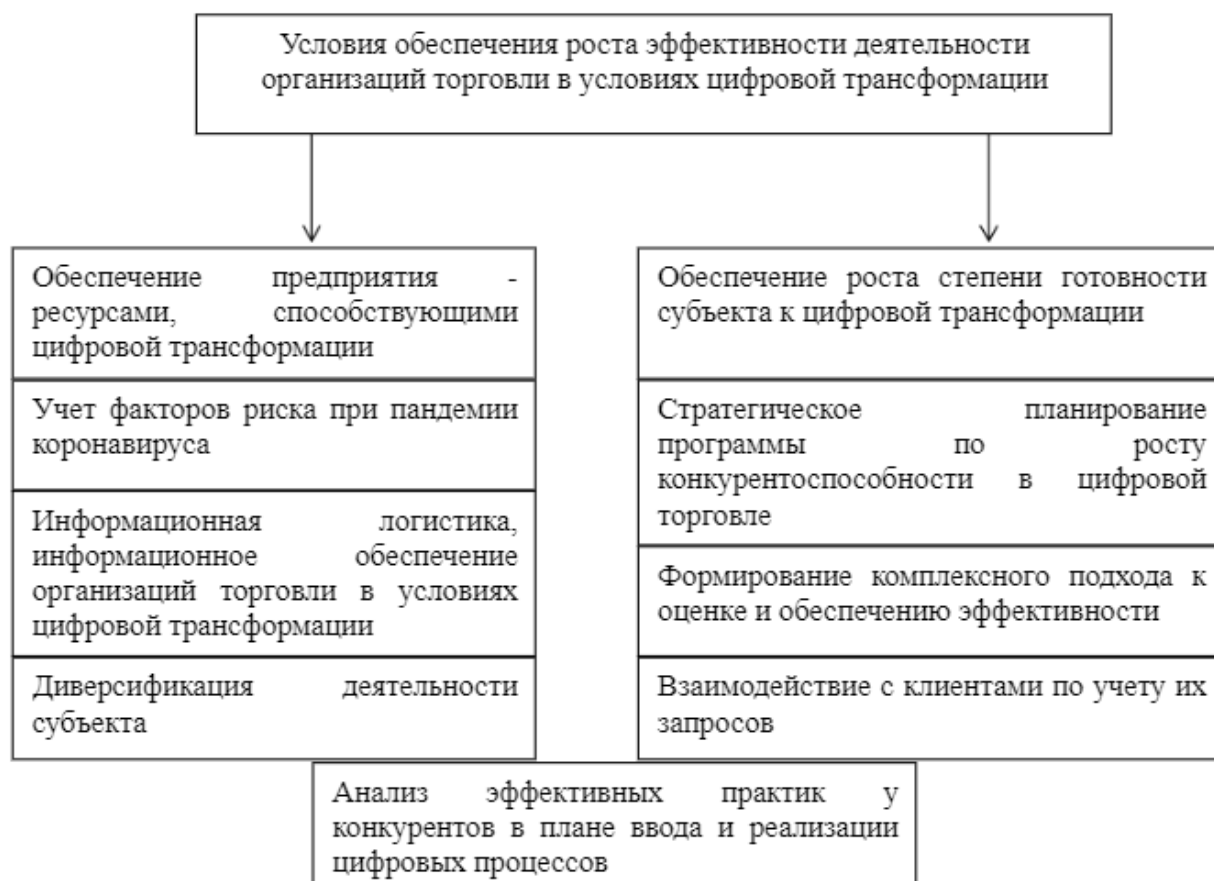 Условия обеспечения роста эффективности деятельности
организаций торговли в условиях цифровой трансформации
Обеспечение предприятия -
ресурсами, способствующими
цифровой трансформации
Учет факторов риска при пандемии
коронавируса
Информационная логистика,
информационное обеспечение
организаций торговли в условиях
цифровой трансформации
Диверсификация деятельности
субъекта
Обеспечение роста степени готовности
субъекта к цифровой трансформации
Стратегическое планирование
программы по росту
конкурентоспособности в цифровой
торговле
Формирование комплексного подхода к
оценке и обеспечению эффективности
Взаимодействие с клиентами по учету их
запросов
Анализ эффективных практик у
конкурентов в плане ввода и реализации
цифровых процессов